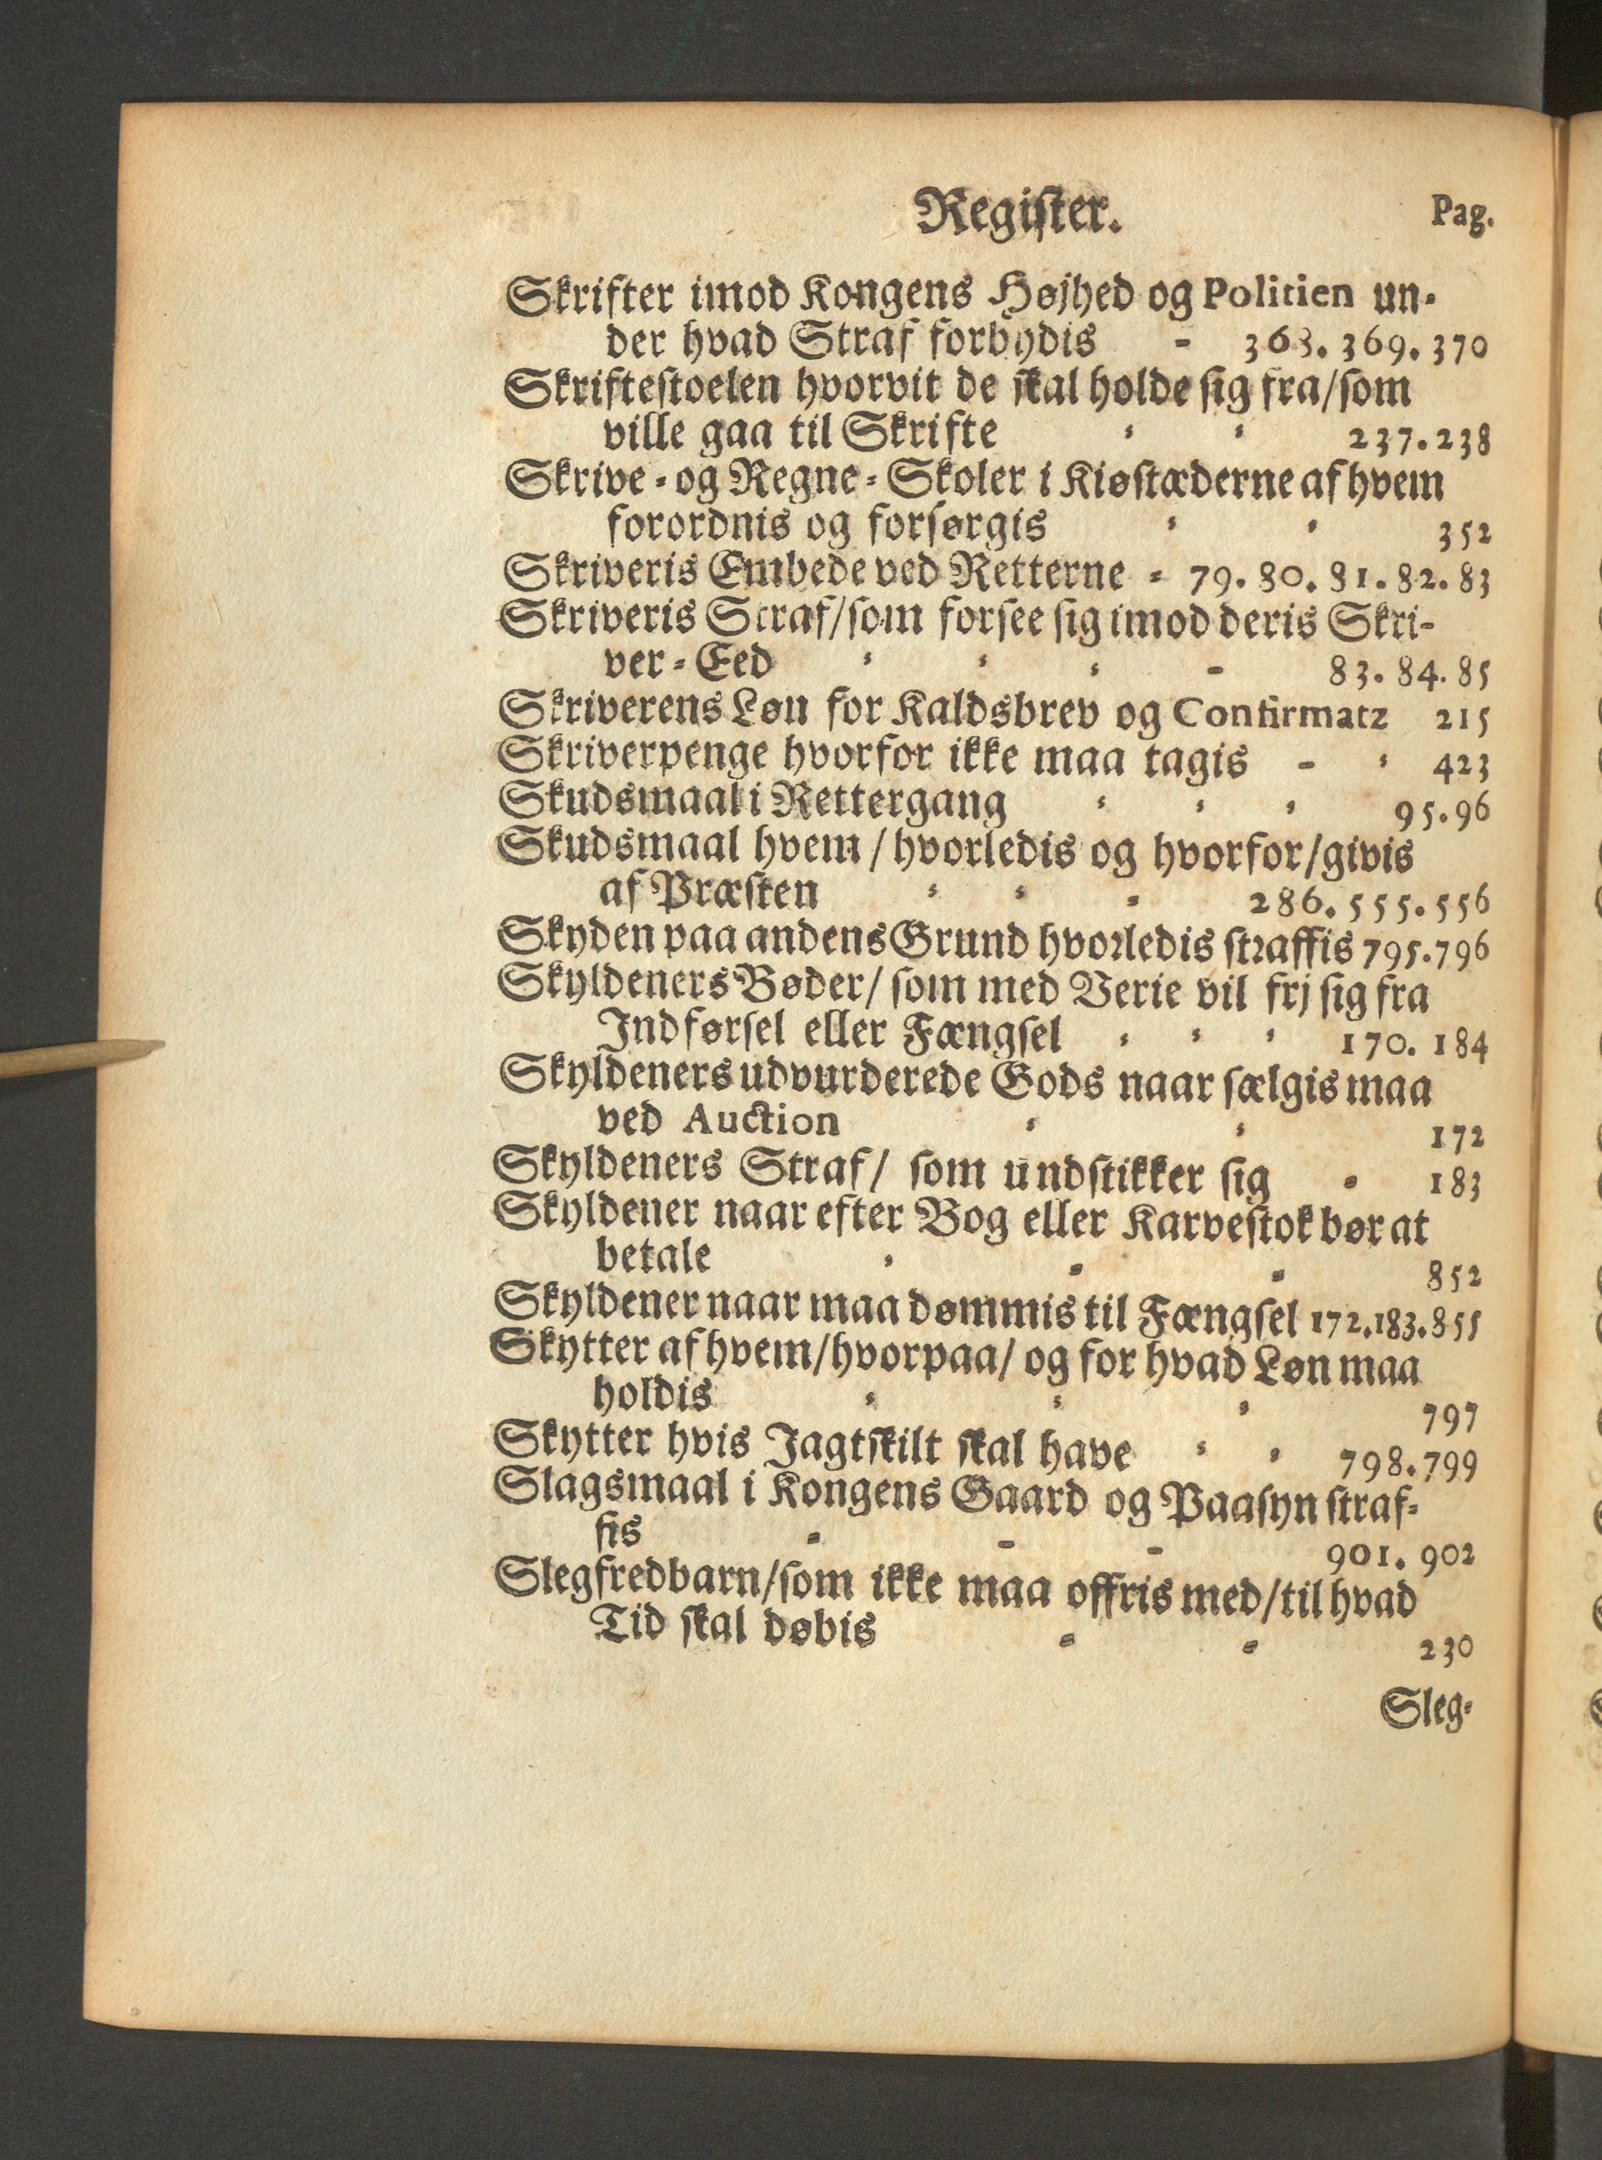 Register. Pag.
Skrifter imod Kongens Højhed og Politien un-
der hvad Straf forbydis - 368. 369. 370
Skrifteſtoelen hvorvit de ſkal holde ſig fra/ſom
ville gaa til Skrifte 237. 238
Skrive-og Regne-Skoler i Kiøſtæderne af hvem
forordnis og forſørgis 352
Skriveris Embede ved Retterne - 79. 80. 81. 82. 83
Skriveris Straf/ſom forſee ſig imod deris Skri-
ver-Eed - 83. 84. 85
Skriverens Løn for Kaldsbrev og Confirmatz 215
Skriverpenge hvorfor ikke maa tagis - 423
Skudsmaal i Rettergang 95. 96
Skudsmaal hvem/hvorledis og hvorfor/givis
af Præſten - 286. 555. 556
Skyden paa andens Grund hvorledis ſtraffis 795. 796
Skyldeners Bøder/ ſom med Verie vil frj ſig fra
Indførſel eller Fængſel 170. 184
Skyldeners udvurderede Gods naar ſælgis maa
ved Auction 172
Skyldeners Straf/ ſom undſtikker ſig - 183
Skyldener naar efter Bog eller Karveſtok bør at
betale - - 852
Skyldener naar maa dømmis til Fængſel 172. 183. 855
Skytter af hvem/hvorpaa/ og for hvad Løn maa
holdis 797
Skytter hvis Jagtſkilt ſkal have 798. 799
Slagsmaal i Kongens Gaard og Paaſyn ſtraf-
fis - - - 901. 902
Slegfredbarn/ſom ikke maa offris med/til hvad
Tid ſkal døbis - - 230
Sleg-